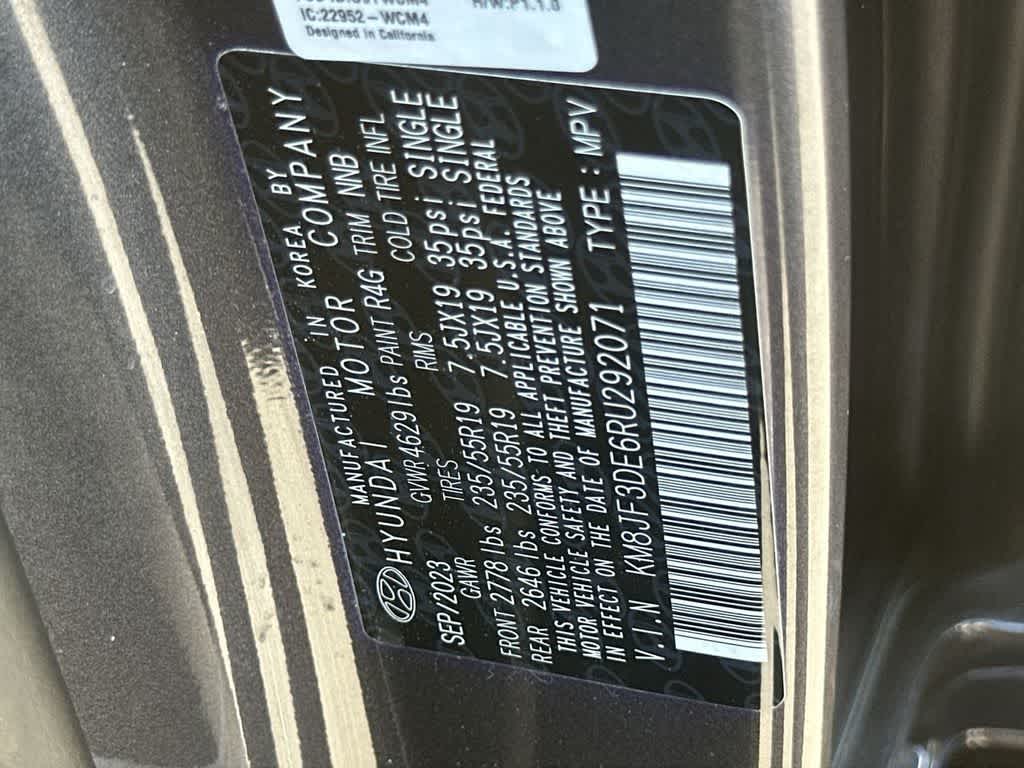 IC:22952-WCM4
H/W:P1.1.0
Designed in California
MANUFACTURED IN KOREA BY
HYUNDAI MOTOR COMPANY
SEP/2023 GVWR 4629 lbs PAINT R4G TRIM NNB
GAWR TIRES RIMS COLD TIRE INFL
FRONT 2778 lbs 235/55R19 7.5JX19 35psi SINGLE
REAR 2646 lbs 235/55R19 7.5JX19 35psi SINGLE
THIS VEHICLE CONFORMS TO ALL APPLICABLE U.S.A. FEDERAL
MOTOR VEHICLE SAFETY AND THEFT PREVENTION STANDARDS
IN EFFECT ON THE DATE OF MANUFACTURE SHOWN ABOVE
V.I.N KM8JF3DE6RU292071 TYPE : MPV